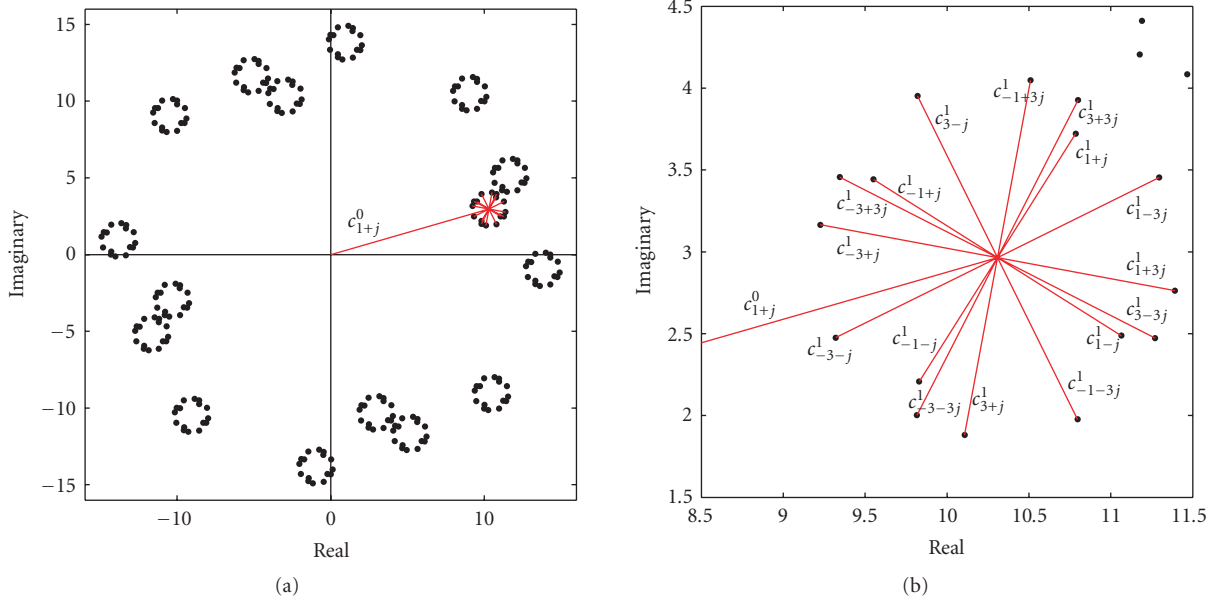 15
10
5
0
−5
−10
−15
−10
0
10
Imaginary
Real
c⁰₁₊ⱼ
(a)
4.5
4
3.5
3
2.5
2
1.5
8.5
9
9.5
10
10.5
11
11.5
Imaginary
Real
c^1_{−1+3j}
c^1_{3+3j}
c^1_{3−j}
c^1_{1+j}
c^1_{−1+j}
c^1_{−3+3j}
c^1_{1−3j}
c^1_{−3+j}
c^1_{1+3j}
c^0_{1+j}
c^1_{3−3j}
c^1_{−3−j}
c^1_{−1−j}
c^1_{1−j}
c^1_{−1−3j}
c^1_{−3−3j}
c^1_{3+j}
(b)